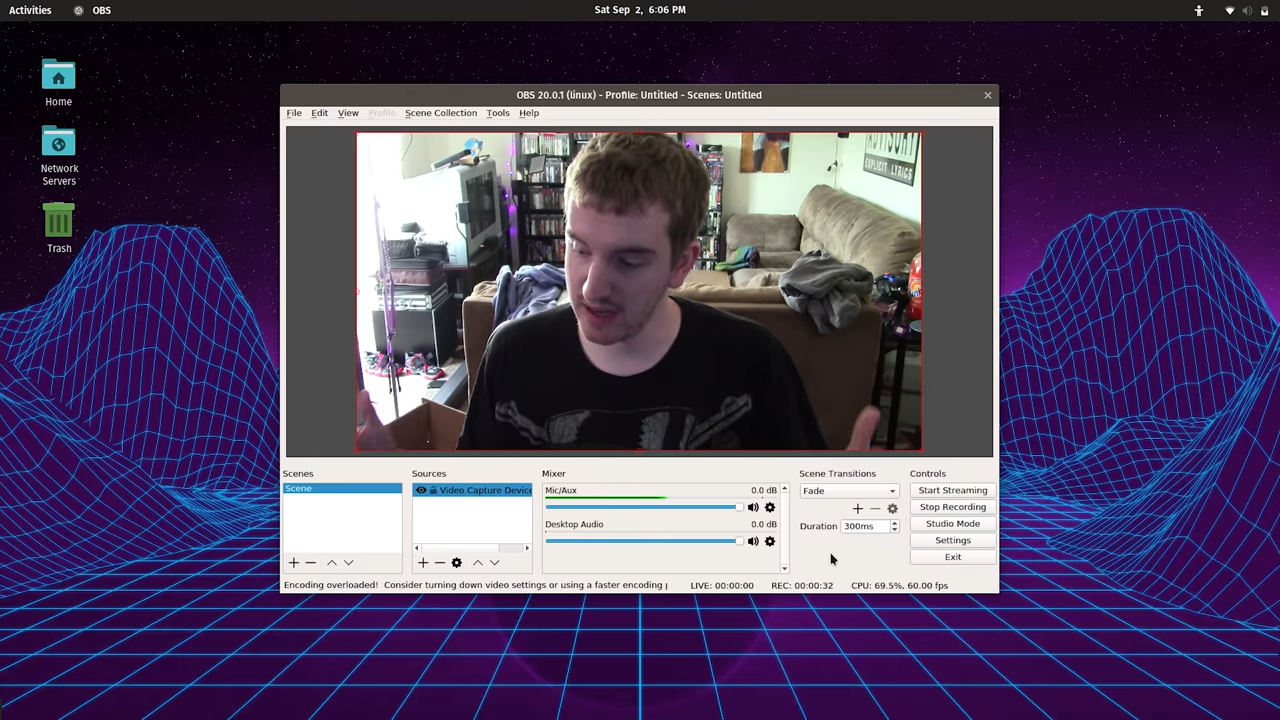 Activities
OBS
Sat Sep 2, 6:06 PM
Home
Network
Servers
Trash
OBS 20.0.1 (linux) - Profile: Untitled - Scenes: Untitled
File Edit View Profile Scene Collection Tools Help
ADVISORY
EXPLICIT LYRICS
Scenes
Scene
Sources
Video Capture Device
Mixer
Mic/Aux 0.0 dB
Desktop Audio 0.0 dB
Scene Transitions
Fade
Duration 300ms
Controls
Start Streaming
Stop Recording
Studio Mode
Settings
Exit
Encoding overloaded! Consider turning down video settings or using a faster encoding
LIVE: 00:00:00
REC: 00:00:32
CPU: 69.5%, 60.00 fps